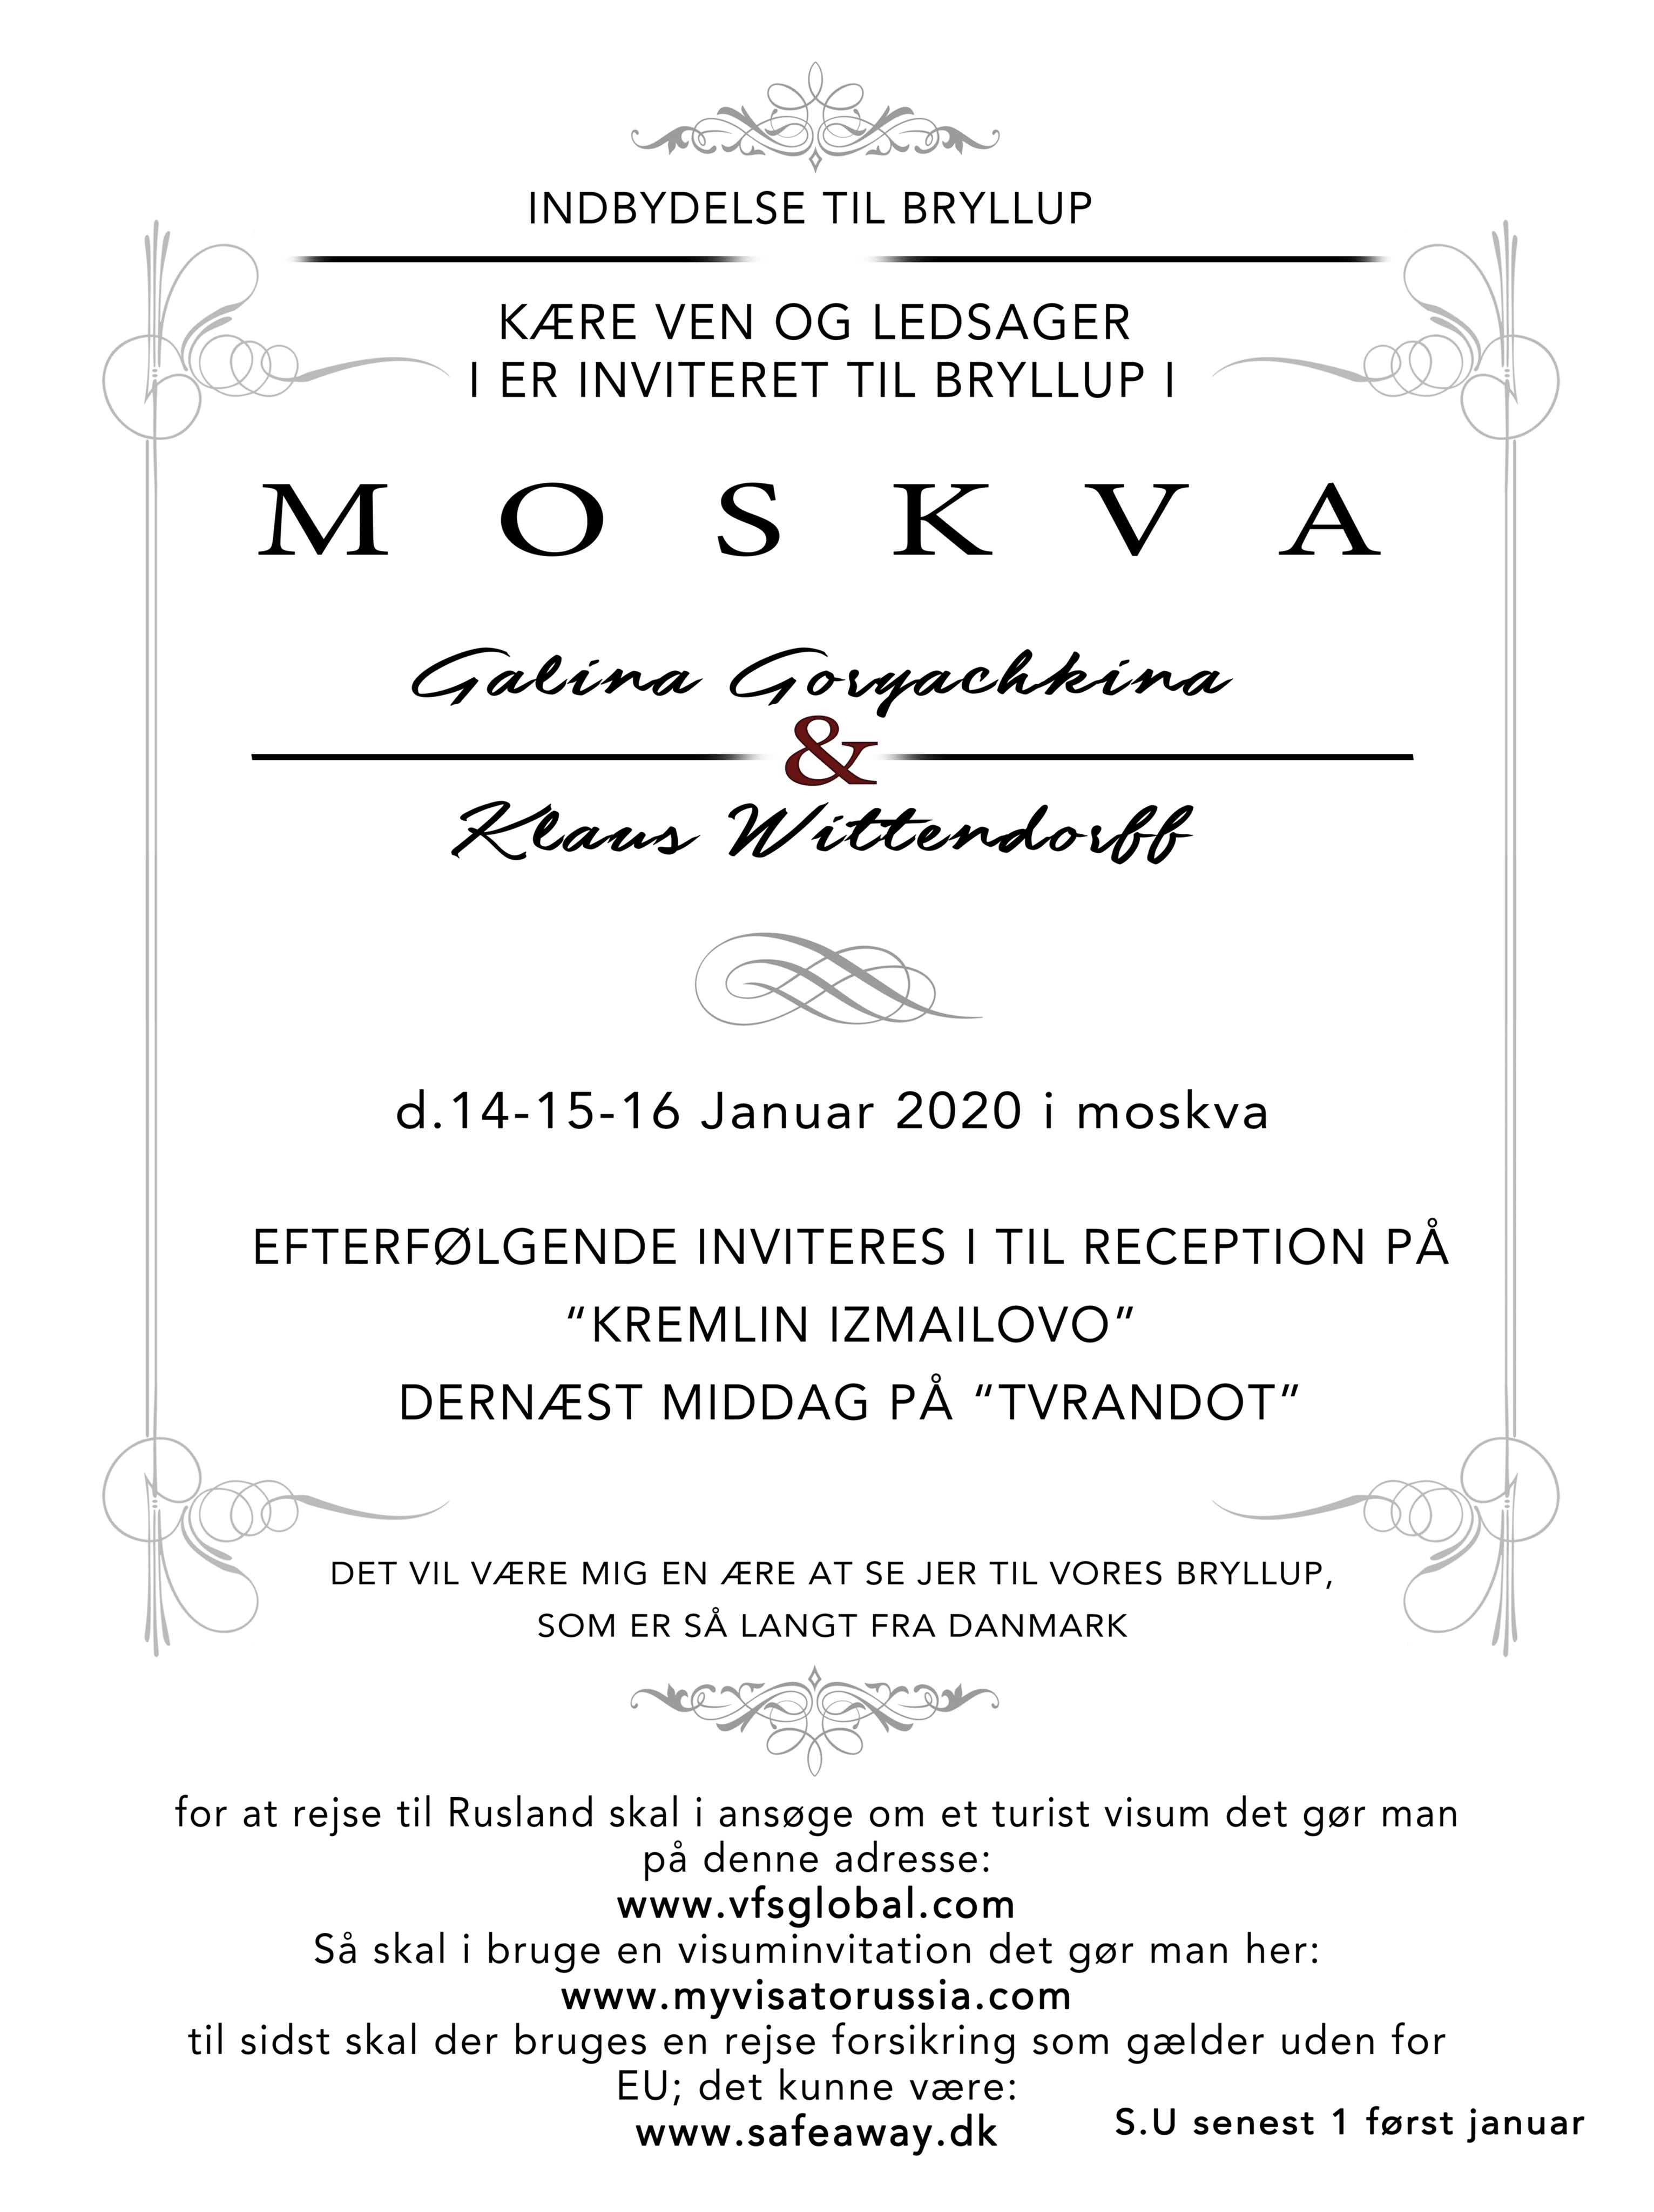 INDBYDELSE TIL BRYLLUP
KÆRE VEN OG LEDSAGER
I ER INVITERET TIL BRYLLUP I
MOSKVA
Galina Goryachkina
&
Klaus Wittendorff
d.14-15-16 Januar 2020 i moskva
EFTERFØLGENDE INVITERES I TIL RECEPTION PÅ
“KREMLIN IZMAILOVO”
DERNÆST MIDDAG PÅ “TVRANDOT”
DET VIL VÆRE MIG EN ÆRE AT SE JER TIL VORES BRYLLUP,
SOM ER SÅ LANGT FRA DANMARK
for at rejse til Rusland skal i ansøge om et turist visum det gør man
på denne adresse:
www.vfsglobal.com
Så skal i bruge en visuminvitation det gør man her:
www.myvisatorussia.com
til sidst skal der bruges en rejse forsikring som gælder uden for
EU; det kunne være:
www.safeaway.dk
S.U senest 1 først januar